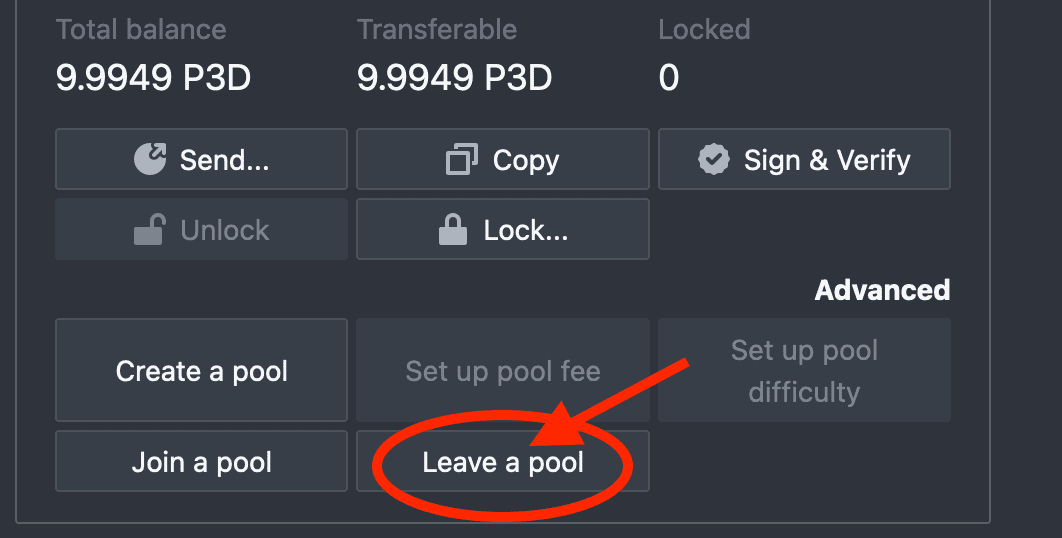 Total balance Transferable Locked
9.9949 P3D 9.9949 P3D 0
Send... Copy Sign & Verify
Unlock Lock...
Advanced
Create a pool Set up pool fee Set up pool
difficulty
Join a pool Leave a pool